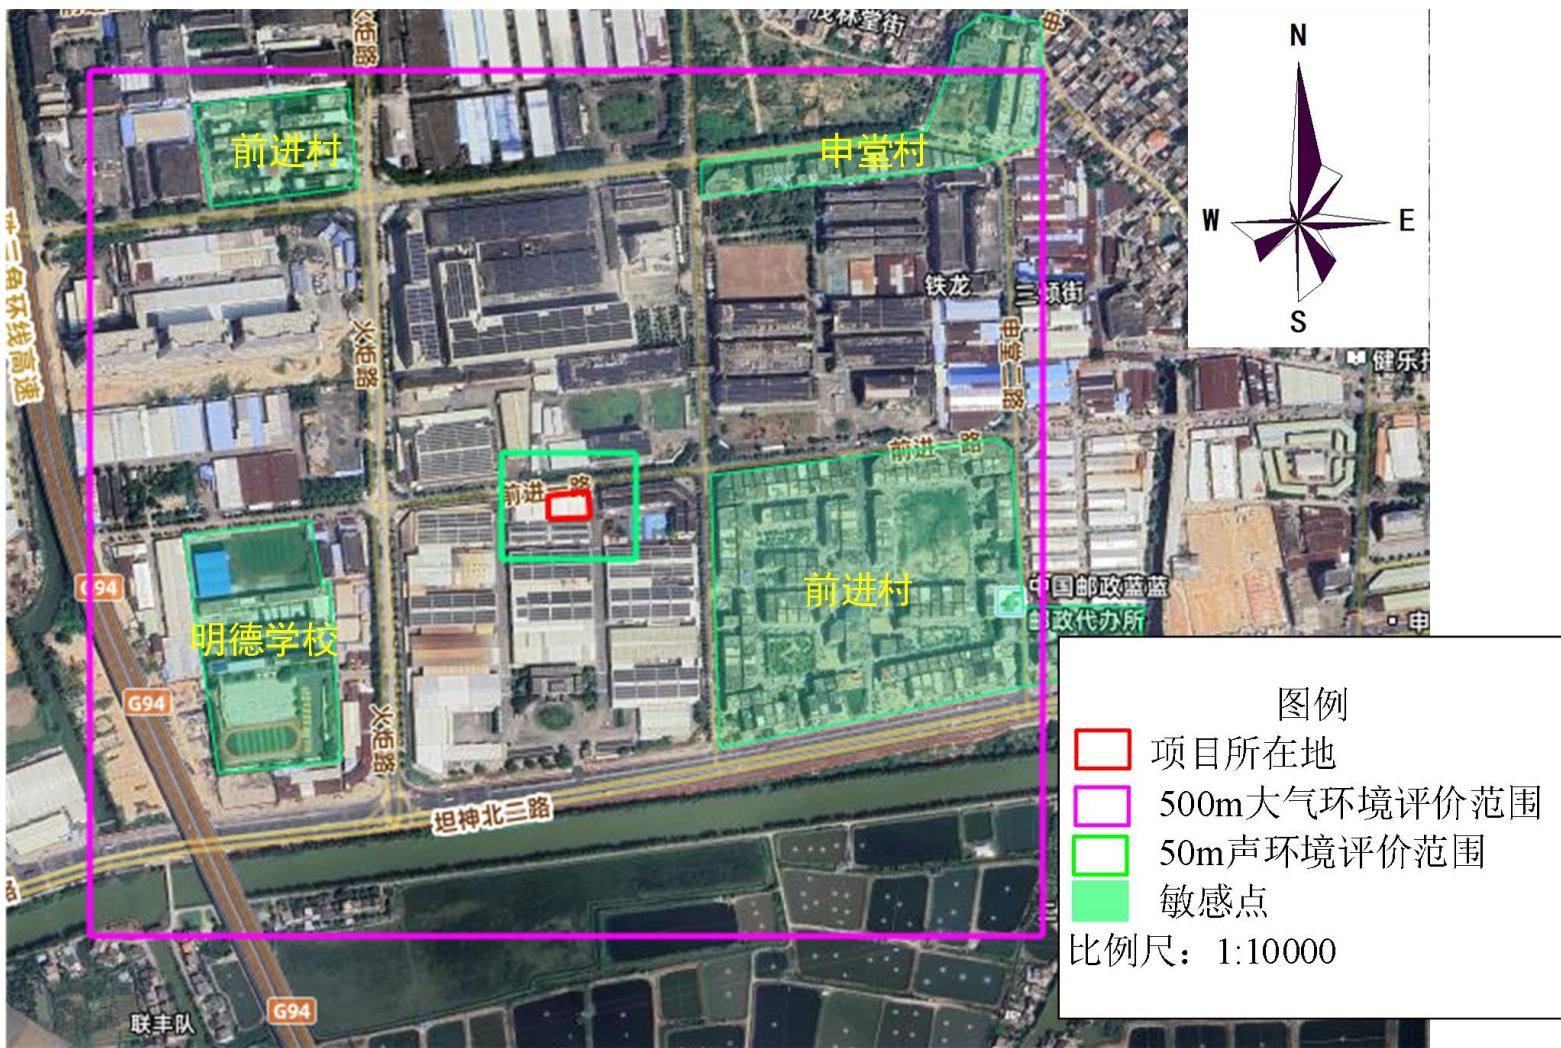 茂林堂街
申
火炬路
N
前进村
申堂村
W
E
铁龙
三顷街
S
火炬路
申堂二路
健乐
前进一路
前进一路
G94
前进村
中国邮政蓝蓝
邮政代办所
申
明德学校
G94
火炬路
坦神北二路
路
图例
项目所在地
500m大气环境评价范围
50m声环境评价范围
敏感点
比例尺：1:10000
G94
联丰队